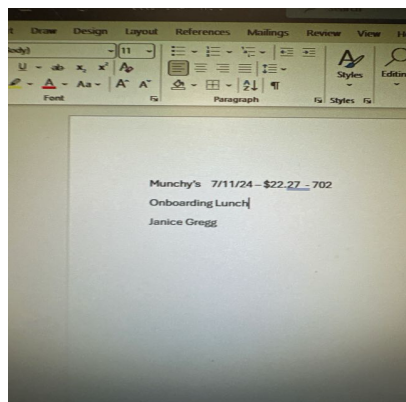 Draw Design Layout References Mailings Review View
11
Styles
Font Paragraph Styles
Munchy's 7/11/24 – $22.27 - 702
Onboarding Lunch
Janice Gregg